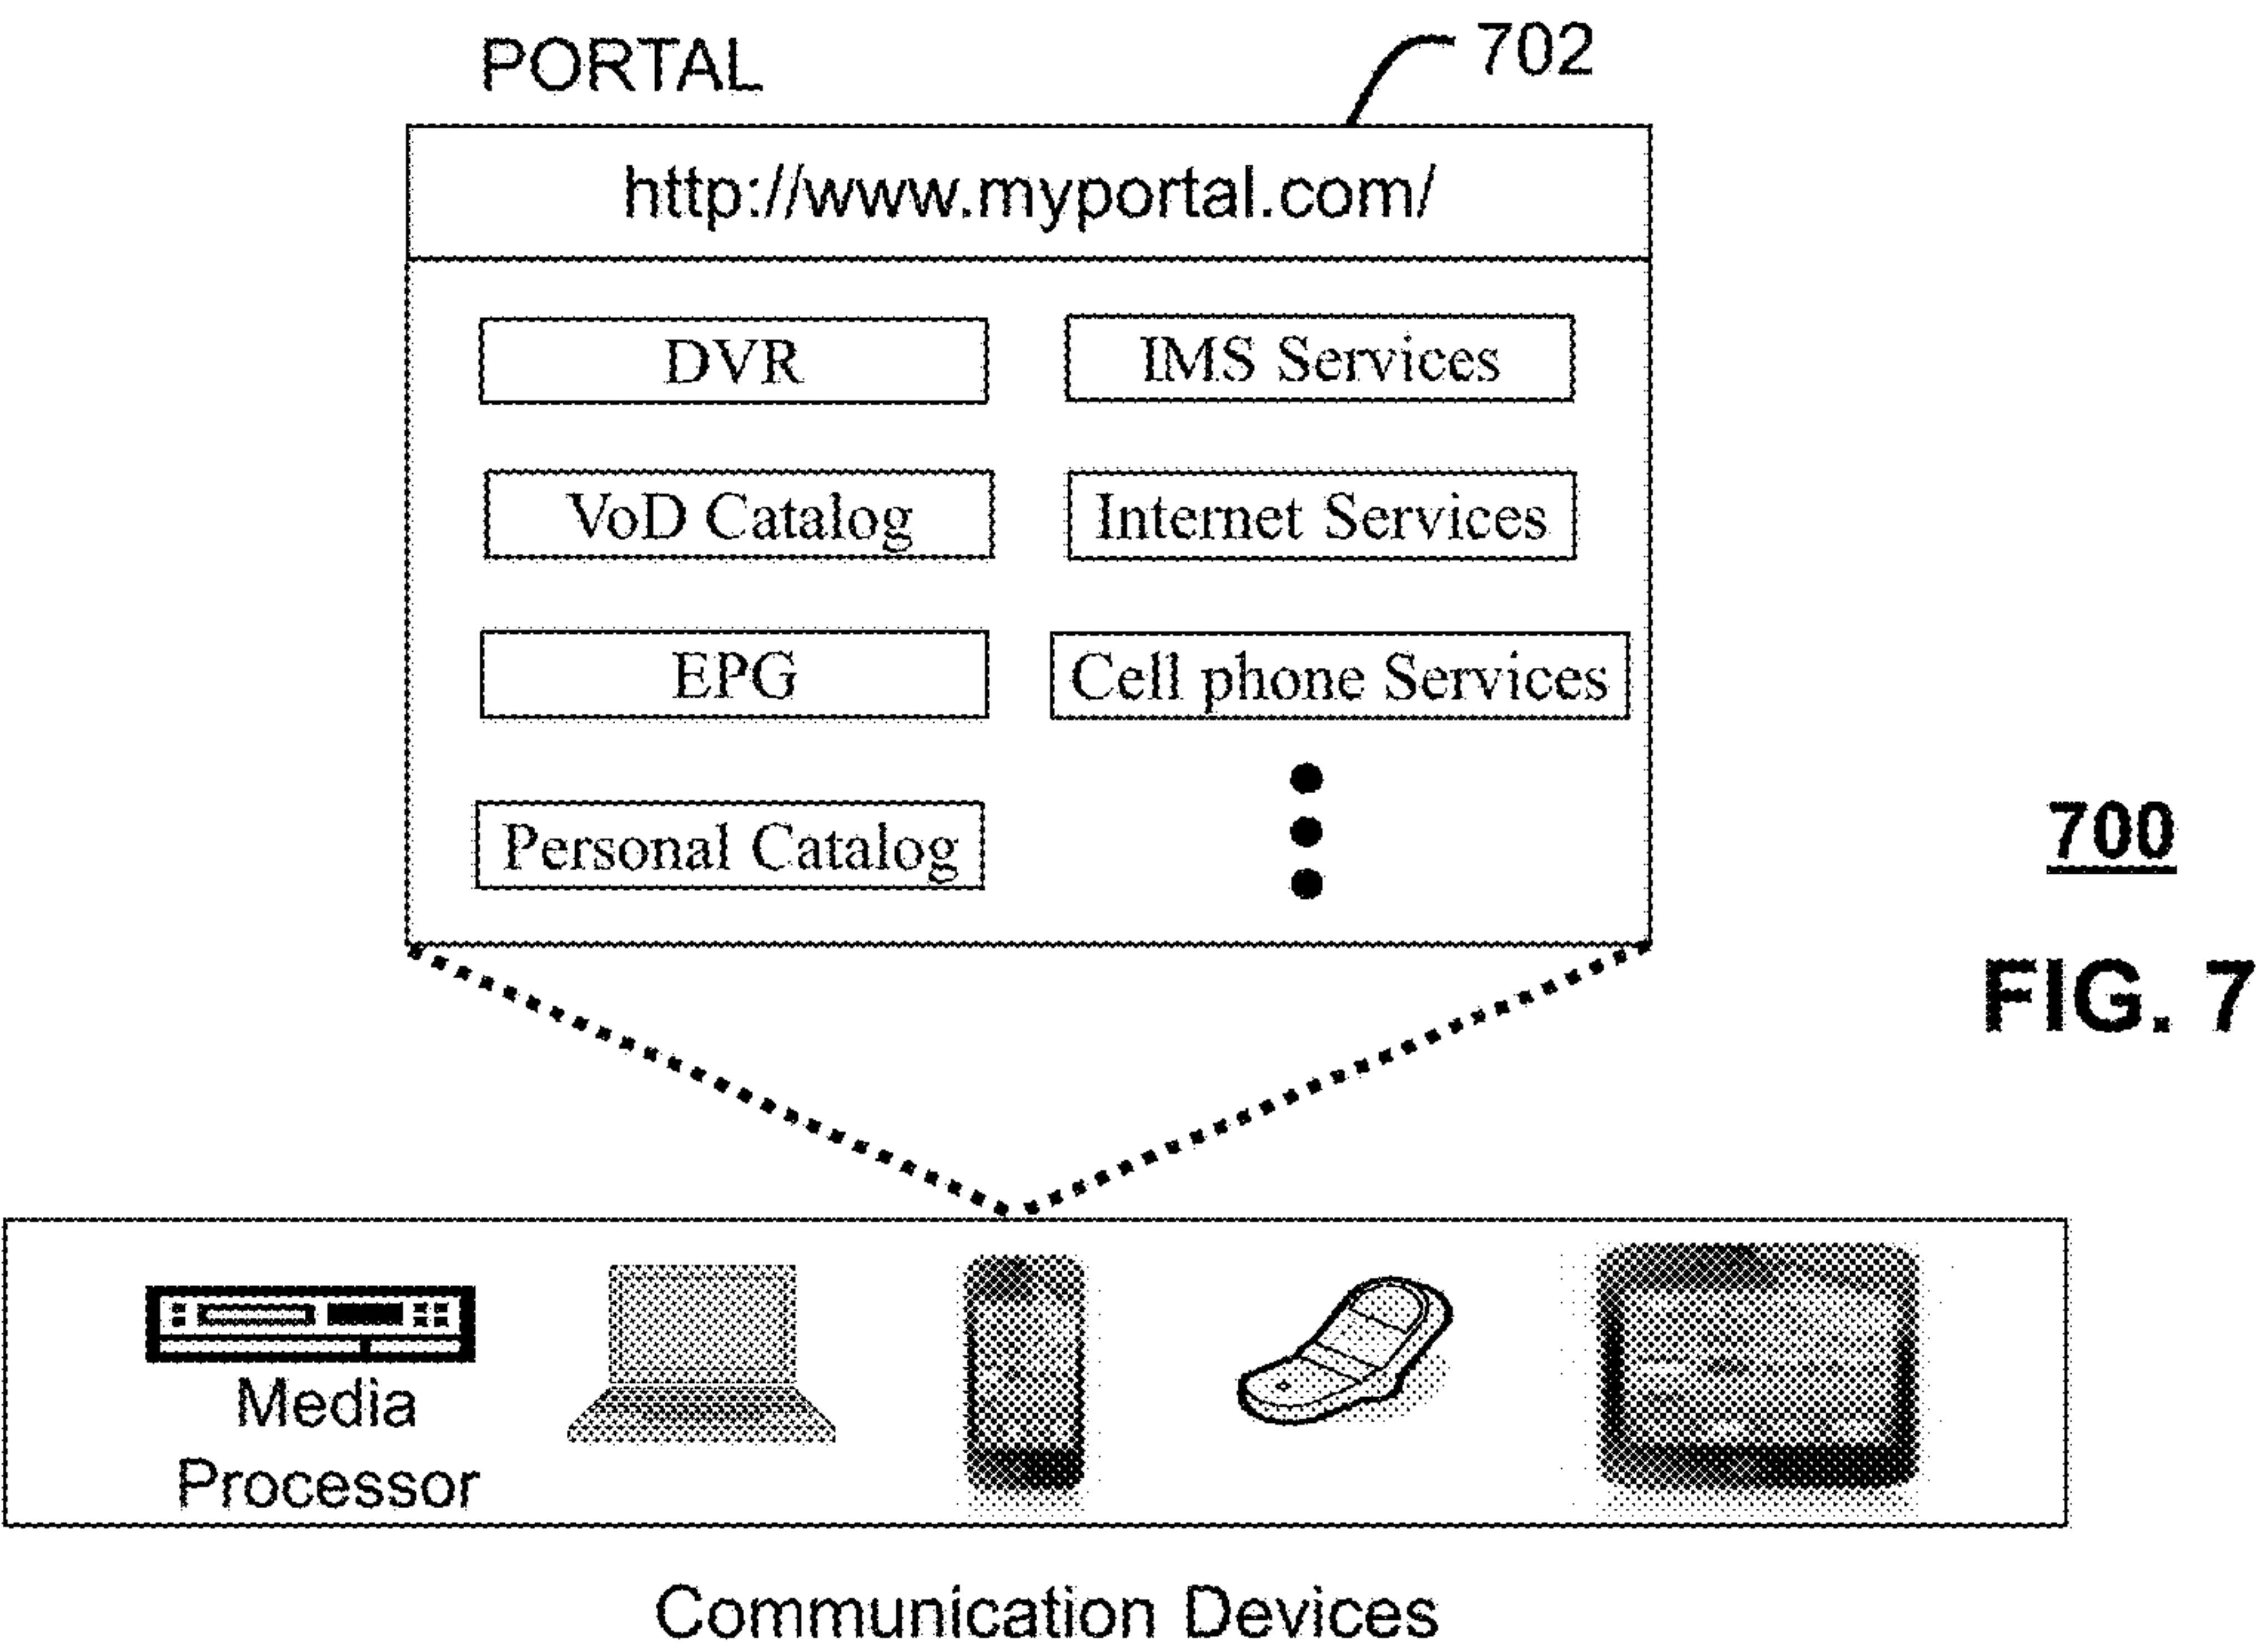 PORTAL
702
http://www.myportal.com/
DVR
IMS Services
VoD Catalog
Internet Services
EPG
Cell phone Services
Personal Catalog
700
FIG. 7
Media
Processor
Communication Devices